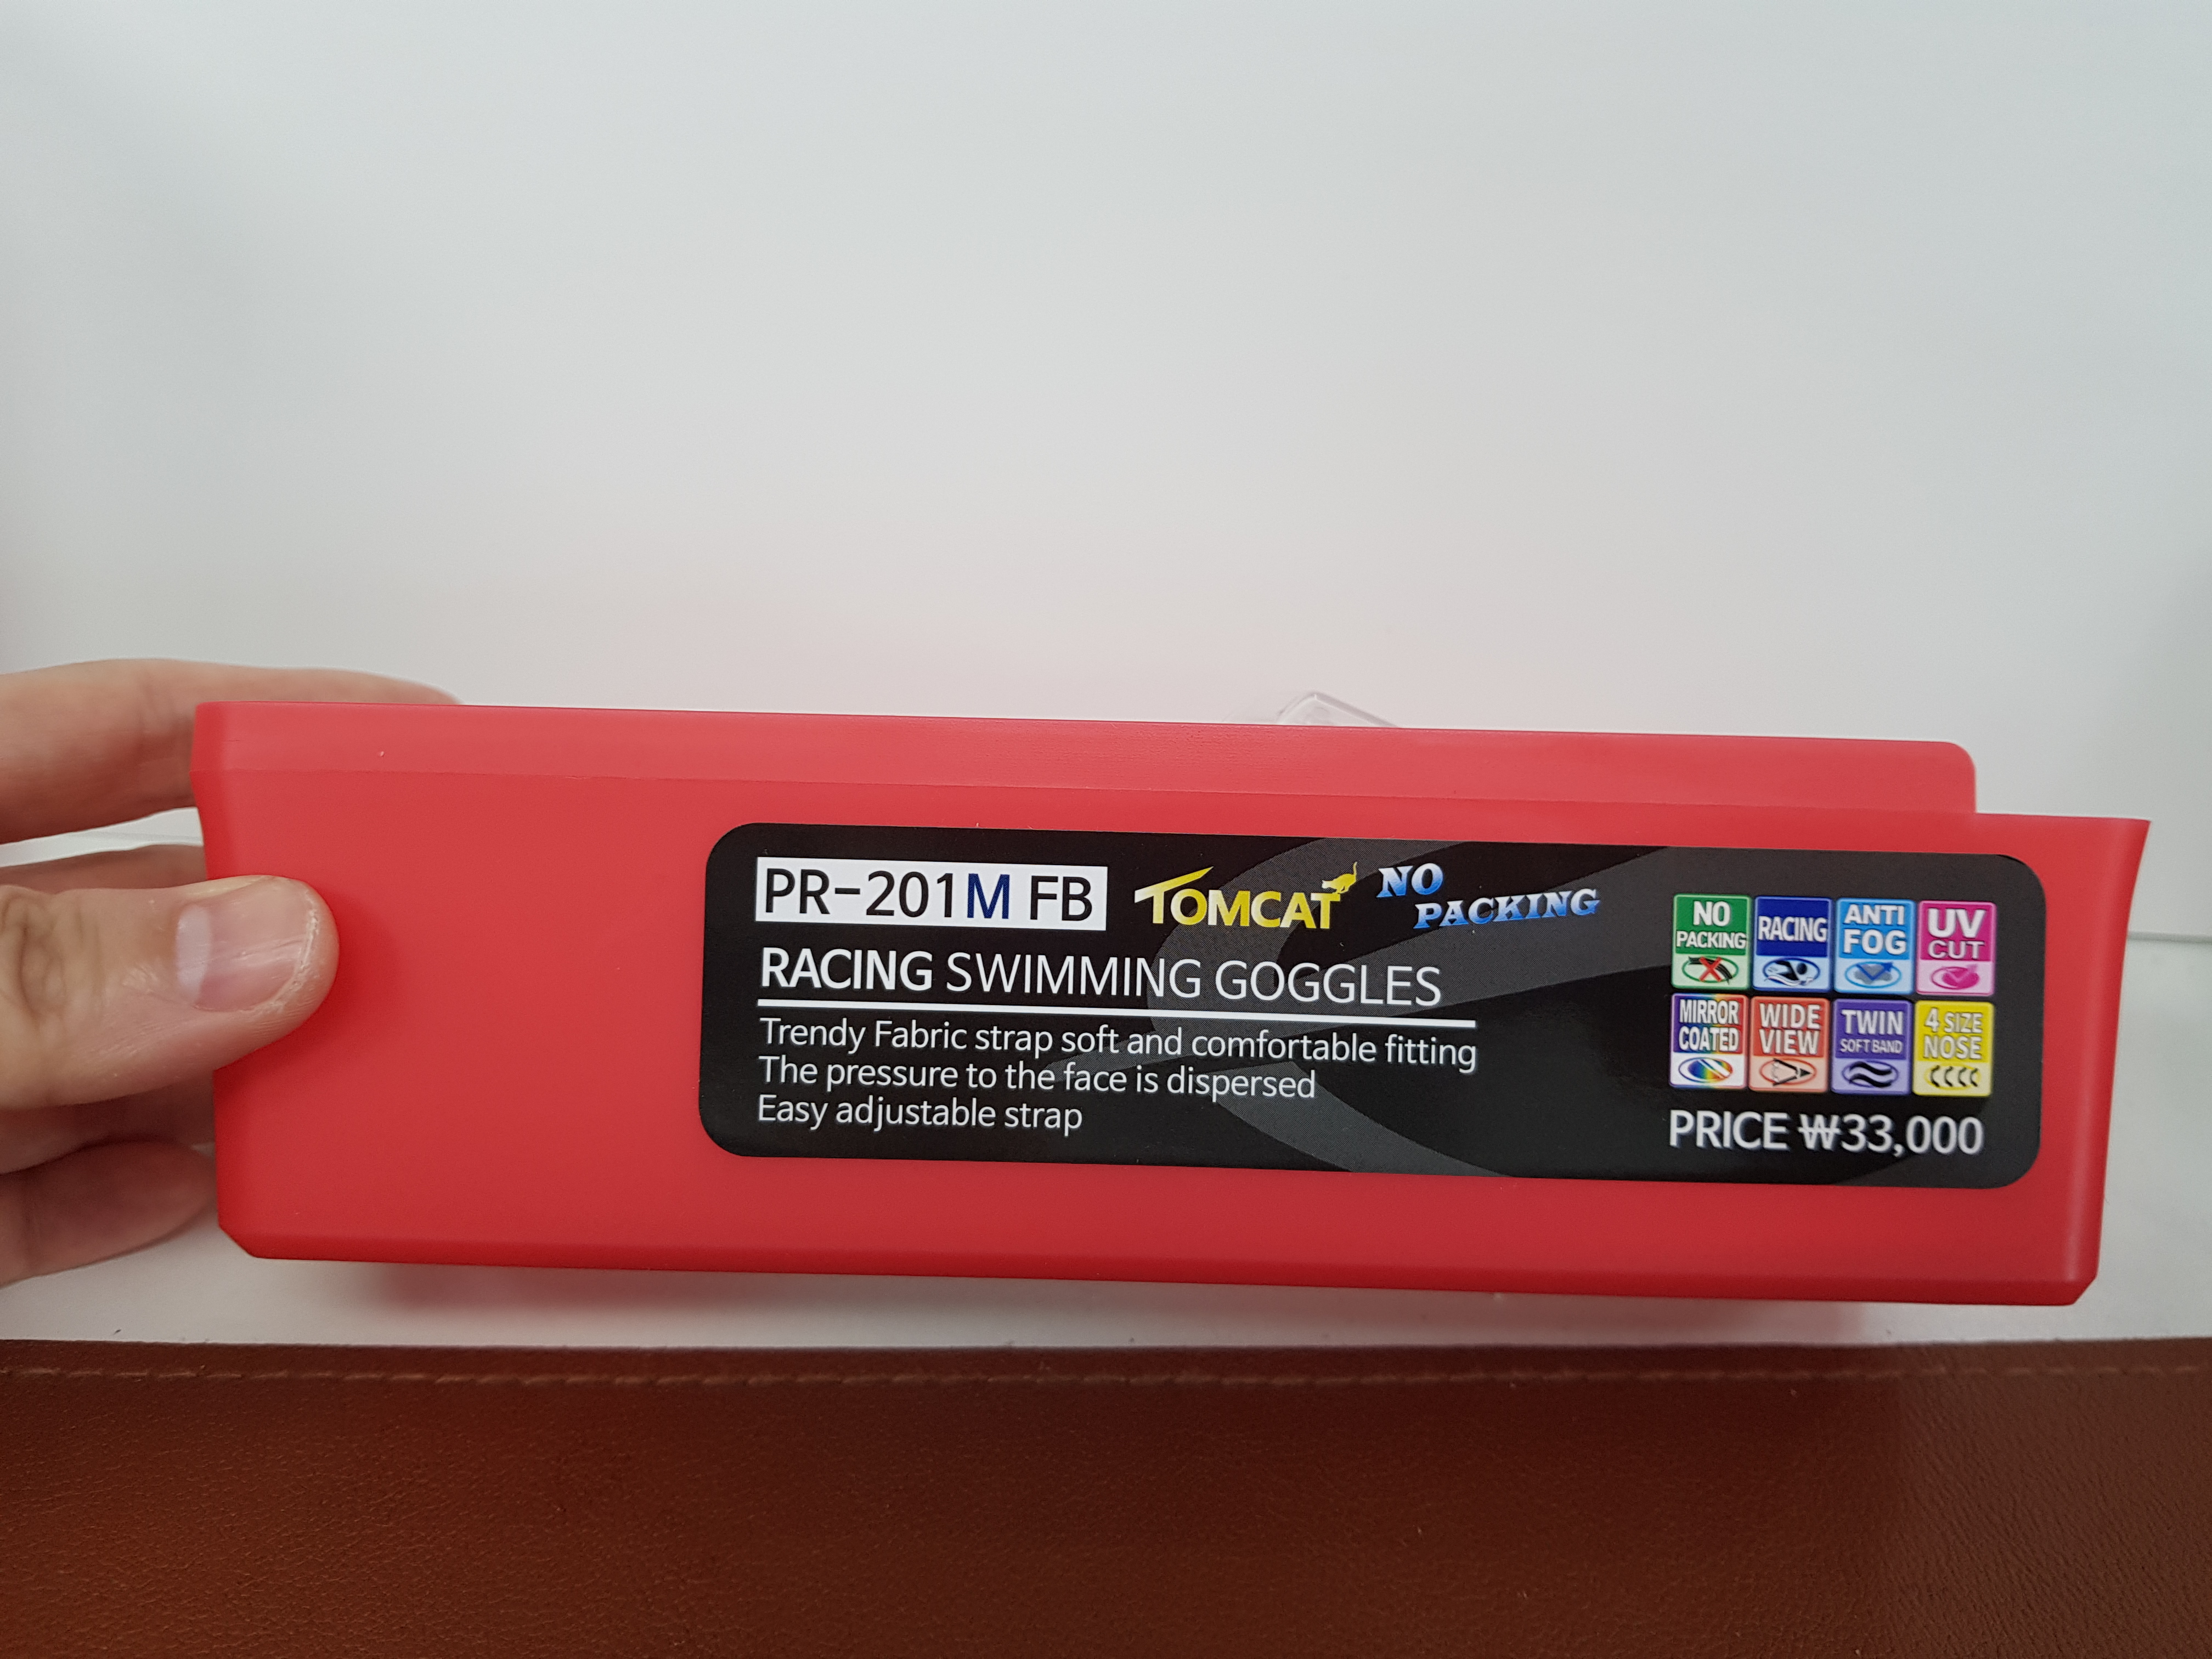 PR-201M FB TOMCAT NO PACKING
RACING SWIMMING GOGGLES
Trendy Fabric strap soft and comfortable fitting
The pressure to the face is dispersed
Easy adjustable strap
NO PACKING
RACING
ANTI FOG
UV CUT
MIRROR COATED
WIDE VIEW
TWIN SOFT BAND
4 SIZE NOSE
PRICE ₩33,000